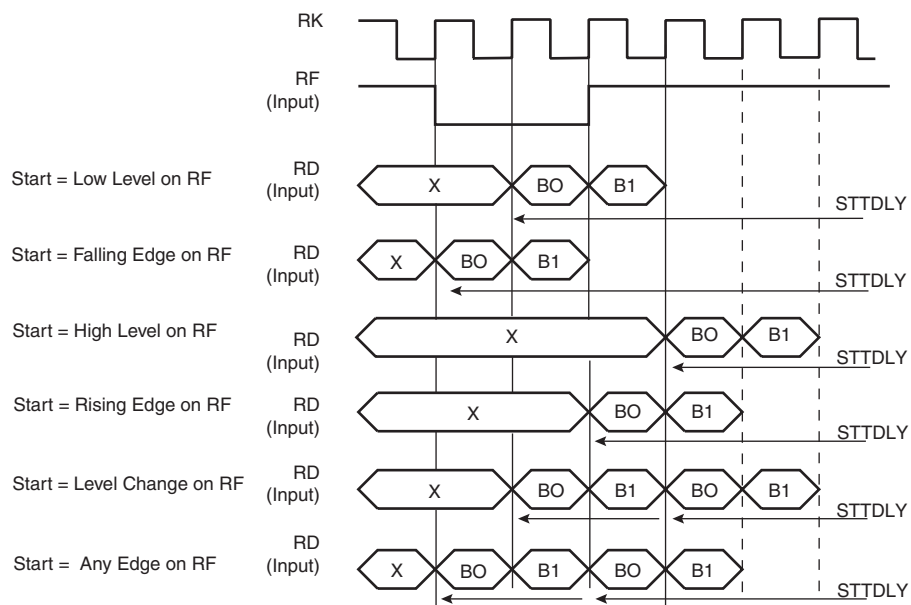 RK
RF
(Input)
Start = Low Level on RF
RD
(Input)
X
BO
B1
STTDLY
Start = Falling Edge on RF
RD
(Input)
X
BO
B1
STTDLY
Start = High Level on RF
RD
(Input)
X
BO
B1
STTDLY
Start = Rising Edge on RF
RD
(Input)
X
BO
B1
STTDLY
Start = Level Change on RF
RD
(Input)
X
BO
B1
BO
B1
STTDLY
Start = Any Edge on RF
RD
(Input)
X
BO
B1
BO
B1
STTDLY